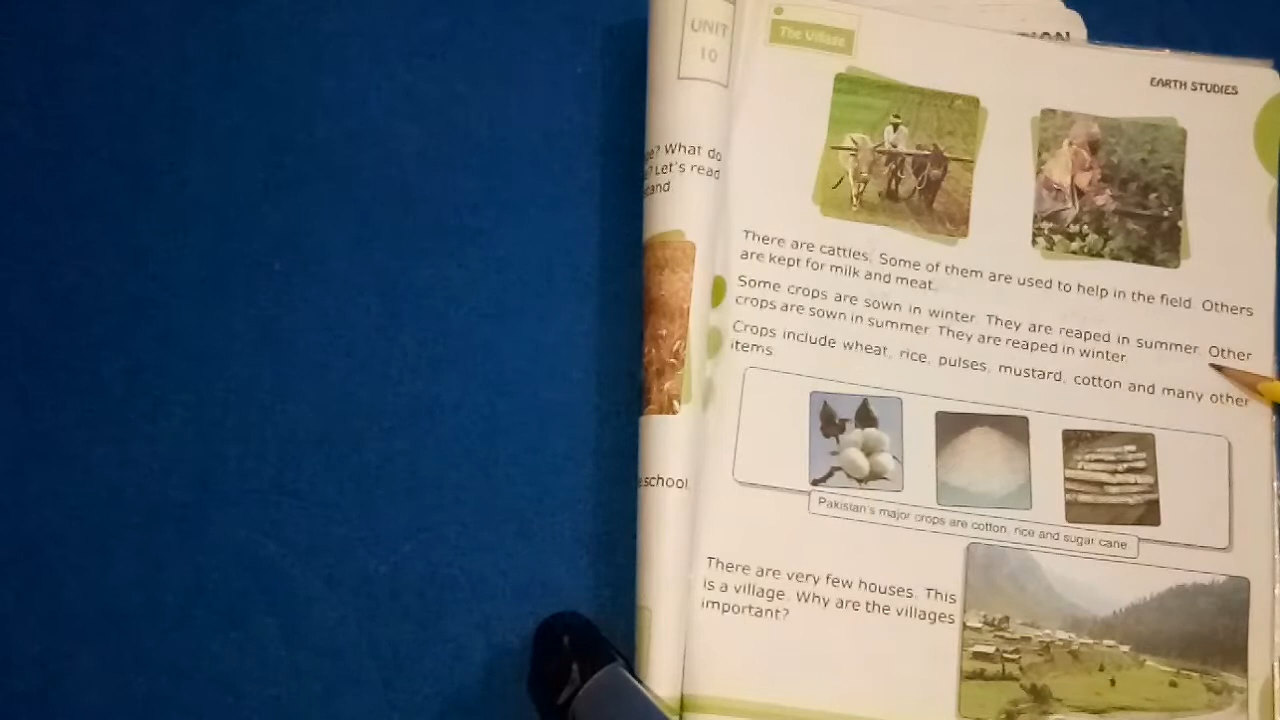 UNIT
10
e? What do
? Let's read
tand.
eschool
The Village
EARTH STUDIES
There are cattles. Some of them are used to help in the field. Others
are kept for milk and meat.
Some crops are sown in winter. They are reaped in summer. Other
crops are sown in summer. They are reaped in winter.
Crops include wheat, rice, pulses, mustard, cotton and many other
items.
Pakistan's major crops are cotton, rice and sugar cane.
There are very few houses. This
is a village. Why are the villages
important?